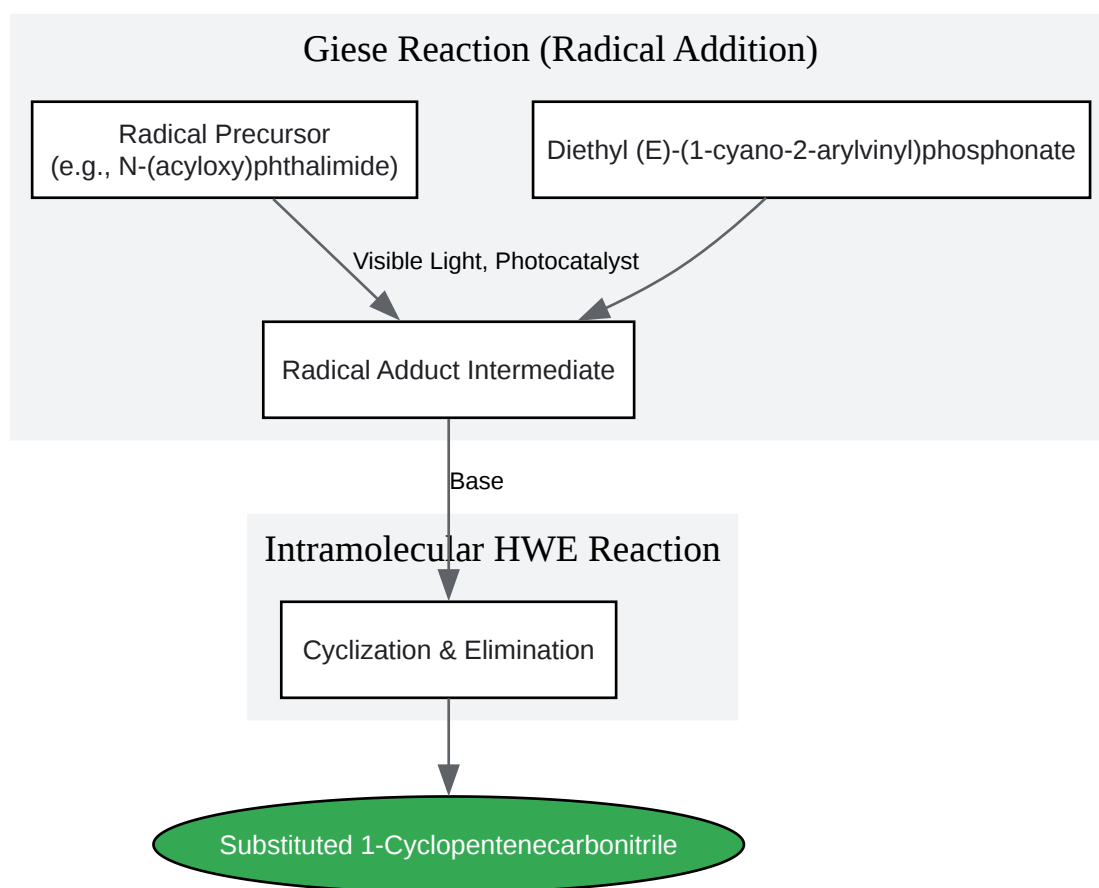 Giese Reaction (Radical Addition)
Radical Precursor
(e.g., N-(acyloxy)phthalimide)
Diethyl (E)-(1-cyano-2-arylvinyl)phosphonate
Visible Light, Photocatalyst
Radical Adduct Intermediate
Base
Intramolecular HWE Reaction
Cyclization & Elimination
Substituted 1-Cyclopentenecarbonitrile